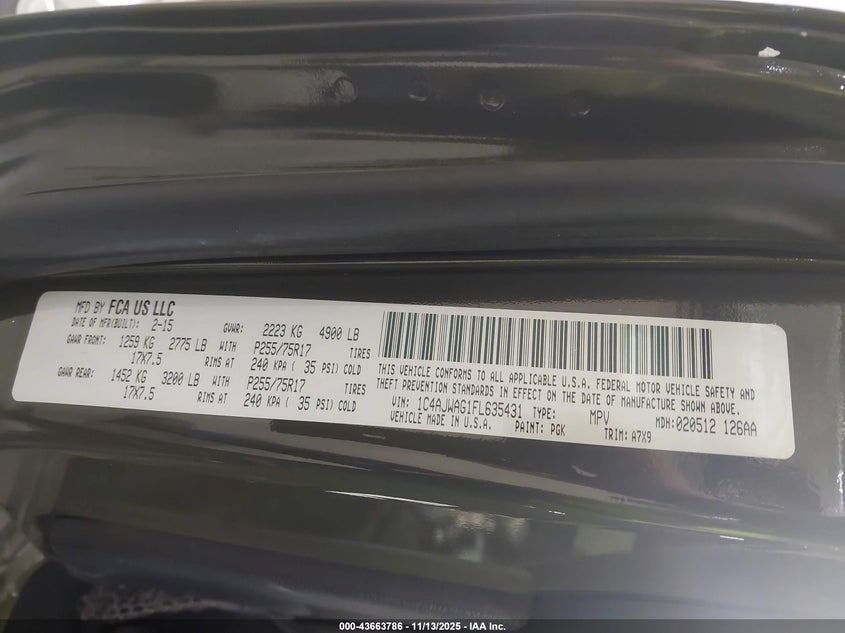 MFD BY FCA US LLC
DATE OF MFR(BUILT): 2-15 GVWR: 2223 KG 4900 LB
GAWR FRONT: 1259 KG 2775 LB WITH P255/75R17 TIRES
17X7.5 RIMS AT 240 KPA ( 35 PSI) COLD
GAWR REAR: 1452 KG 3200 LB WITH P255/75R17 TIRES
17X7.5 RIMS AT 240 KPA ( 35 PSI) COLD
THIS VEHICLE CONFORMS TO ALL APPLICABLE U.S.A. FEDERAL MOTOR VEHICLE SAFETY AND
THEFT PREVENTION STANDARDS IN EFFECT ON THE DATE OF MANUFACTURE SHOWN ABOVE.
VIN: 1C4AJWAG1FL635431 TYPE: MPV MDH:020512 126AA
VEHICLE MADE IN U.S.A. PAINT: PGK TRIM: A7X9
000-43663786 - 11/13/2025 - IAA Inc.